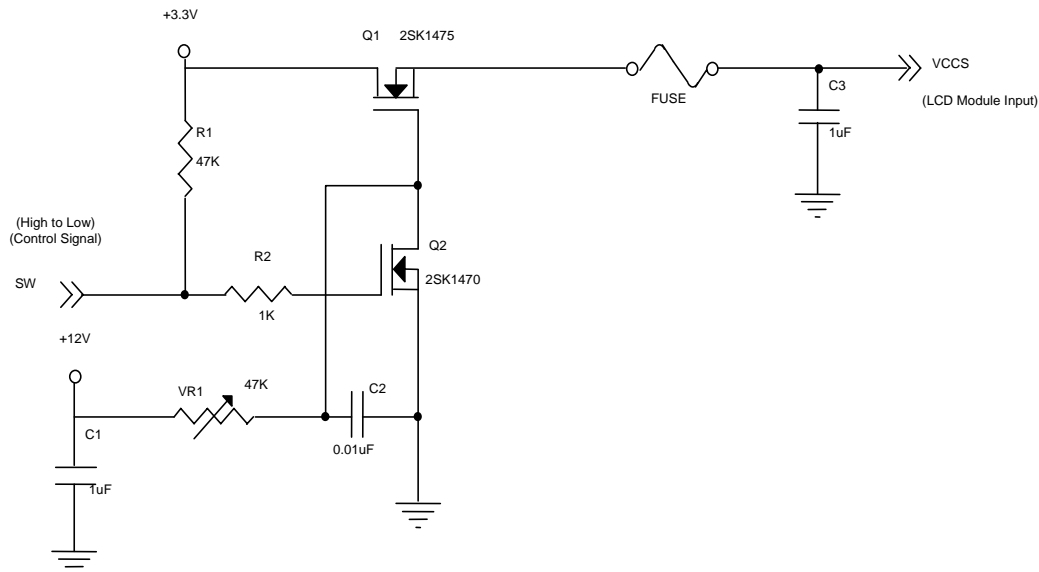 +3.3V
Q1 2SK1475
VCCS
FUSE
C3
(LCD Module Input)
R1
1uF
47K
(High to Low)
(Control Signal)
Q2
R2
SW
2SK1470
1K
+12V
VR1
47K
C2
C1
0.01uF
1uF